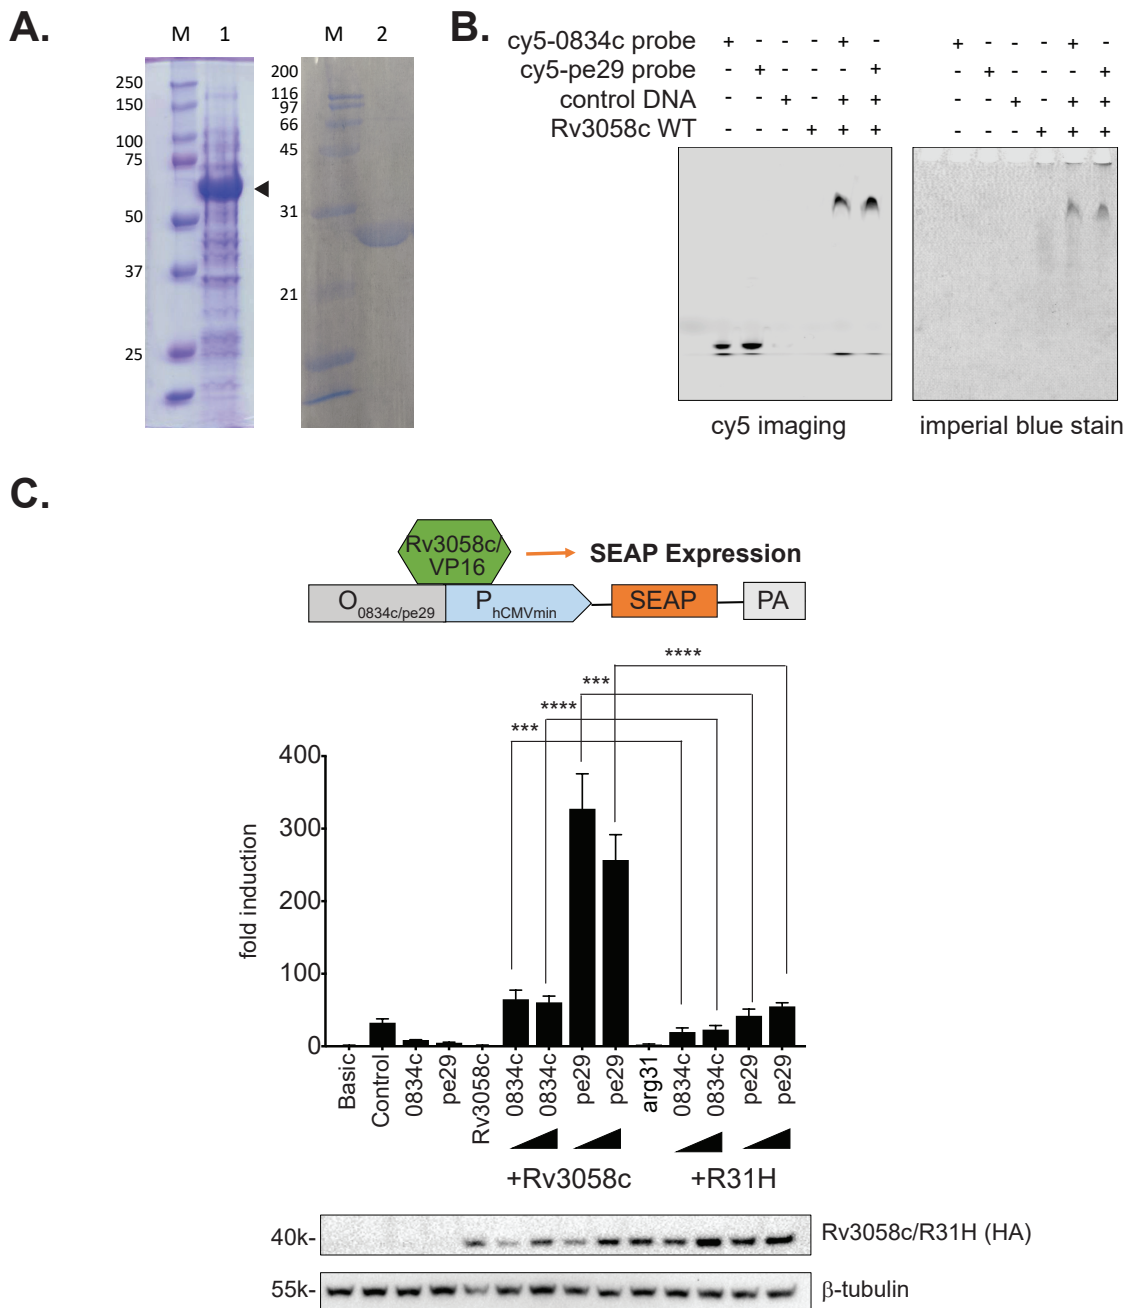 A.
M 1
250
150
100
75
50
37
25
M 2
200
116
97
66
45
31
21
B.
cy5-0834c probe + - - - + - + - - - + -
cy5-pe29 probe - + - - - + - + - - - +
control DNA - - + - + + - - + - + +
Rv3058c WT - - - + + + - - - + + +
cy5 imaging
imperial blue stain
C.
Rv3058c/
VP16
SEAP Expression
O0834c/pe29
PhCMVmin
SEAP
PA
****
***
****
***
fold induction
400
300
200
100
0
Basic
Control
0834c
pe29
Rv3058c
0834c
0834c
pe29
pe29
arg31
0834c
0834c
pe29
pe29
+Rv3058c
+R31H
40k-
Rv3058c/R31H (HA)
55k-
β-tubulin